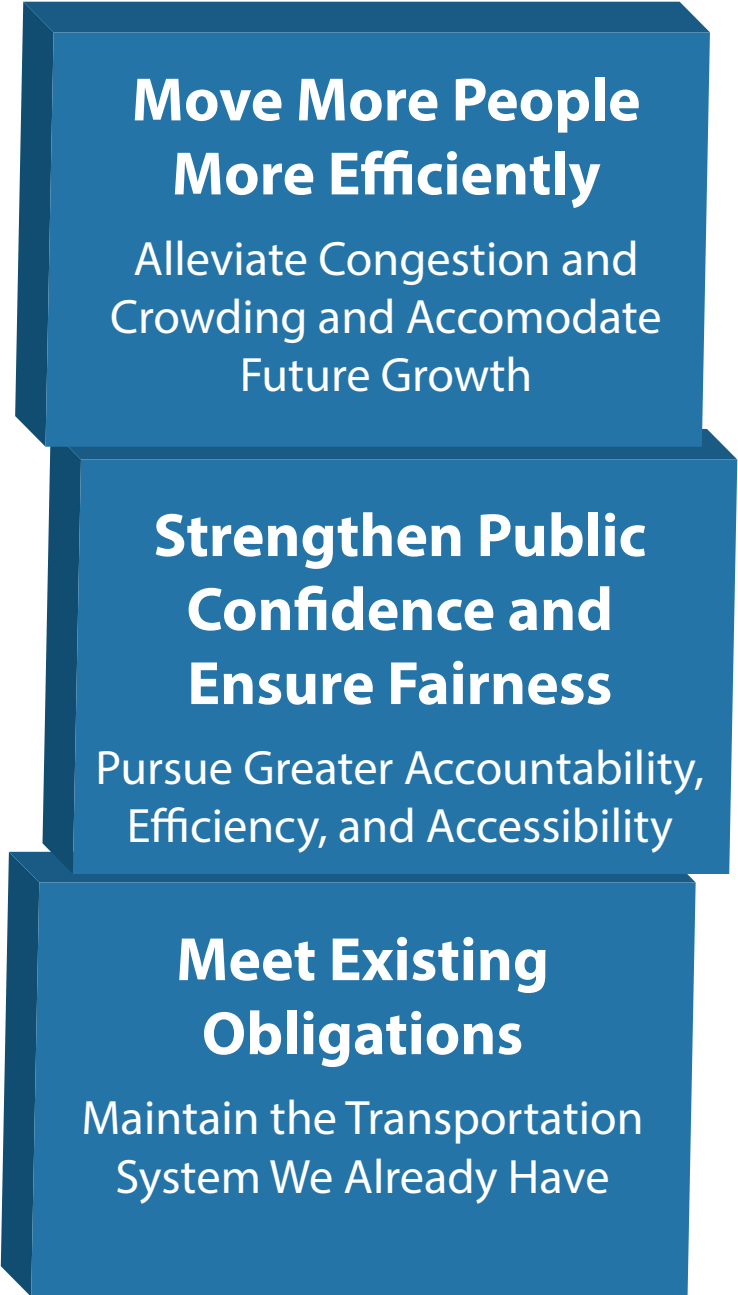 Move More People
More Efficiently
Alleviate Congestion and
Crowding and Accomodate
Future Growth
Strengthen Public
Confidence and
Ensure Fairness
Pursue Greater Accountability,
Efficiency, and Accessibility
Meet Existing
Obligations
Maintain the Transportation
System We Already Have